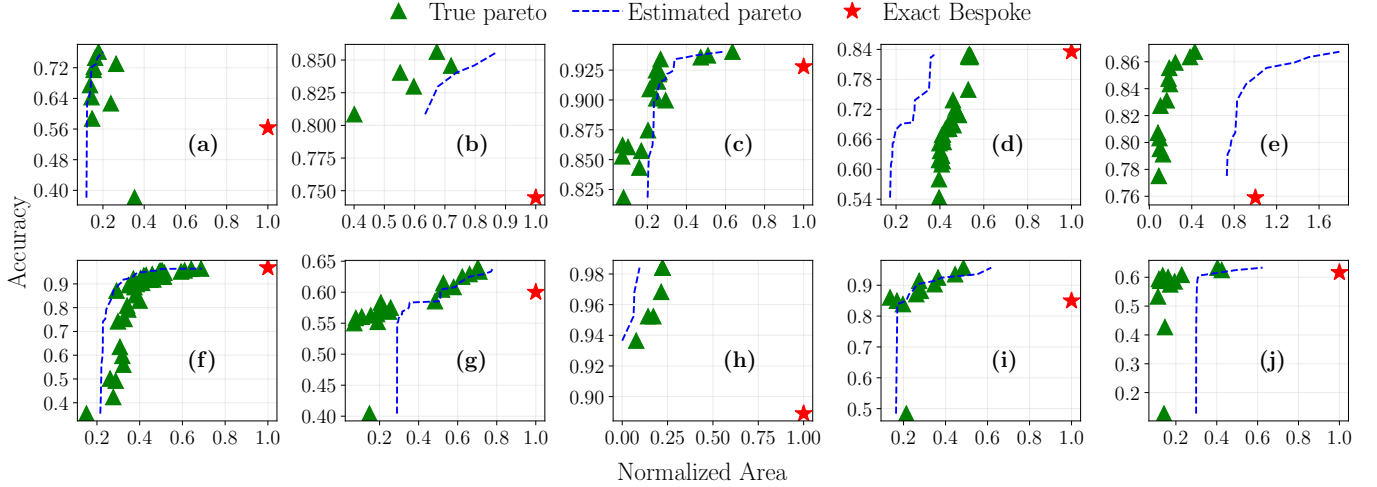 True pareto Estimated pareto Exact Bespoke
Accuracy
0.72
0.64
0.56
0.48
0.40
(a)
0.2 0.4 0.6 0.8 1.0
0.850
0.825
0.800
0.775
0.750
(b)
0.4 0.5 0.6 0.7 0.8 0.9 1.0
0.925
0.900
0.875
0.850
0.825
(c)
0.2 0.4 0.6 0.8 1.0
0.84
0.78
0.72
0.66
0.60
0.54
(d)
0.2 0.4 0.6 0.8 1.0
0.86
0.84
0.82
0.80
0.78
0.76
(e)
0.0 0.4 0.8 1.2 1.6
0.9
0.8
0.7
0.6
0.5
0.4
(f)
0.2 0.4 0.6 0.8 1.0
0.65
0.60
0.55
0.50
0.45
0.40
(g)
0.2 0.4 0.6 0.8 1.0
0.98
0.96
0.94
0.92
0.90
(h)
0.00 0.25 0.50 0.75 1.00
0.9
0.8
0.7
0.6
0.5
(i)
0.2 0.4 0.6 0.8 1.0
0.6
0.5
0.4
0.3
0.2
(j)
0.2 0.4 0.6 0.8 1.0
Normalized Area